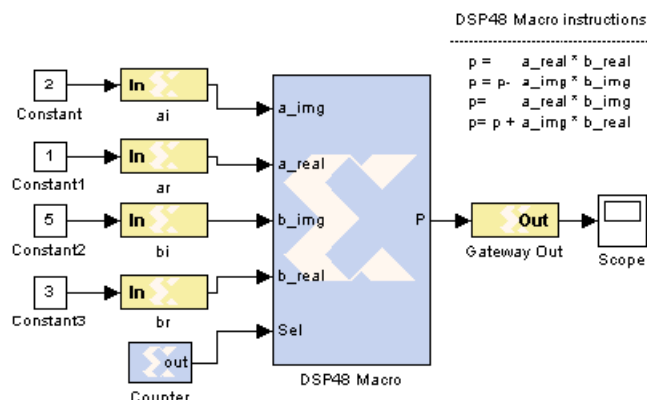 DSP48 Macro instructions
p = a_real * b_real
p = p- a_img * b_img
p= a_real * b_img
p= p + a_img * b_real
2
Constant
In
ai
a_img
1
Constant1
In
ar
a_real
5
Constant2
In
bi
b_img
3
Constant3
In
br
b_real
out
Counter
Sel
P
DSP48 Macro
Out
Gateway Out
Scope